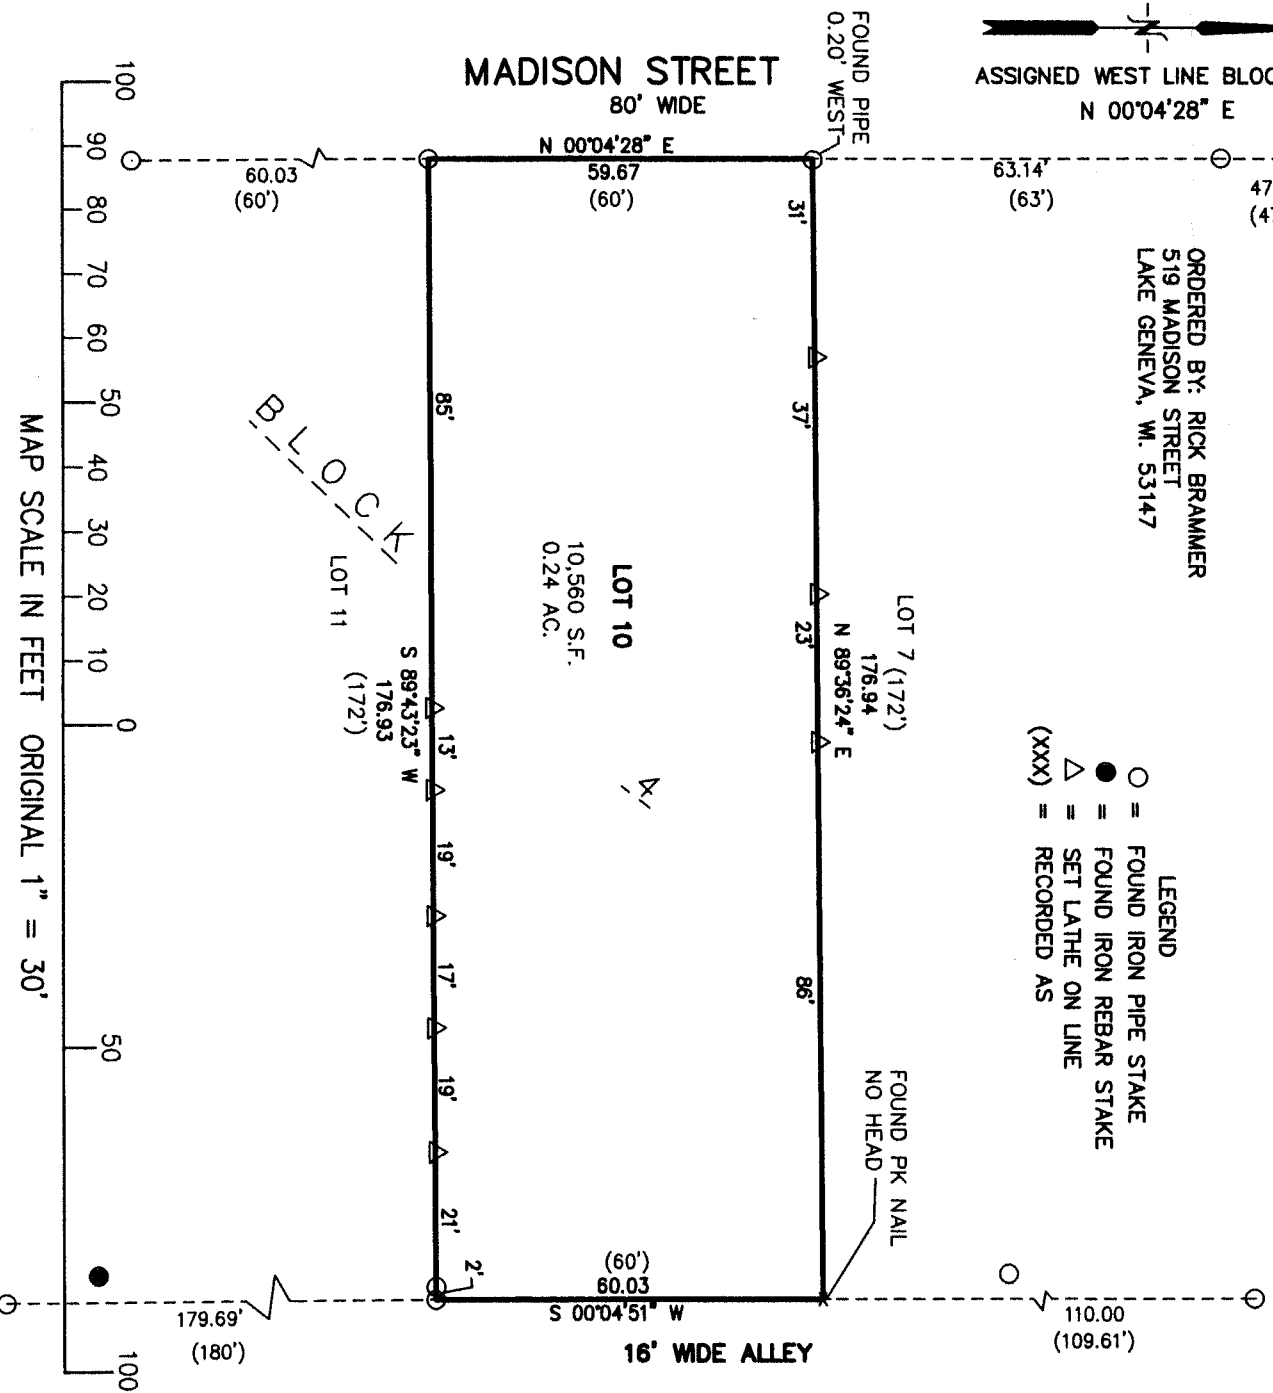 MADISON STREET
80' WIDE
FOUND PIPE
0.20' WEST
ASSIGNED WEST LINE BLOC
N 00°04'28" E
N 00°04'28" E
59.67
(60')
60.03
(60')
63.14'
(63')
47
(4
ORDERED BY: RICK BRAMMER
519 MADISON STREET
LAKE GENEVA, WI. 53147
31'
37'
23'
86'
LOT 7
(172')
176.94
N 89°36'24" E
LEGEND
= FOUND IRON PIPE STAKE
= FOUND IRON REBAR STAKE
= SET LATHE ON LINE
(XXX) = RECORDED AS
BLOCK
4
LOT 10
10,560 S.F.
0.24 AC.
85'
13'
19'
17'
19'
21'
2'
S 89°43'23" W
176.93
(172')
LOT 11
FOUND PK NAIL
NO HEAD
(60')
60.03
S 00°04'51" W
16' WIDE ALLEY
179.69'
(180')
110.00
(109.61')
100
90
80
70
60
50
40
30
20
10
0
50
100
MAP SCALE IN FEET ORIGINAL 1" = 30'
N